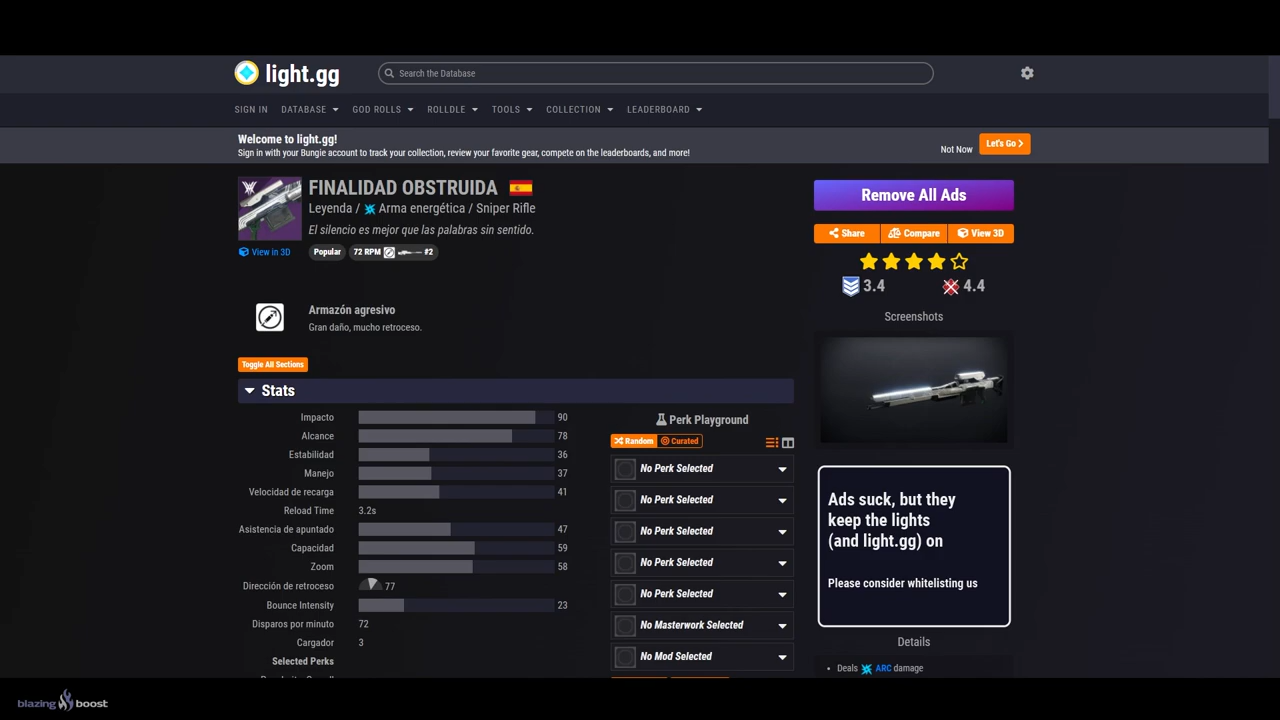 light.gg
Search the Database
SIGN IN DATABASE GOD ROLLS ROLLDLE TOOLS COLLECTION LEADERBOARD
Welcome to light.gg!
Sign in with your Bungie account to track your collection, review your favorite gear, compete on the leaderboards, and more!
Not Now
Let's Go
FINALIDAD OBSTRUIDA
Leyenda / Arma energética / Sniper Rifle
El silencio es mejor que las palabras sin sentido.
View in 3D
Popular
72 RPM #2
Armazón agresivo
Gran daño, mucho retroceso.
Toggle All Sections
Stats
Impacto 90
Alcance 78
Estabilidad 36
Manejo 37
Velocidad de recarga 41
Reload Time 3.2s
Asistencia de apuntado 47
Capacidad 59
Zoom 58
Dirección de retroceso 77
Bounce Intensity 23
Disparos por minuto 72
Cargador 3
Selected Perks
Perk Playground
Random Curated
No Perk Selected
No Perk Selected
No Perk Selected
No Perk Selected
No Perk Selected
No Masterwork Selected
No Mod Selected
Remove All Ads
Share Compare View 3D
3.4 4.4
Screenshots
Ads suck, but they
keep the lights
(and light.gg) on
Please consider whitelisting us
Details
Deals ARC damage
blazing boost